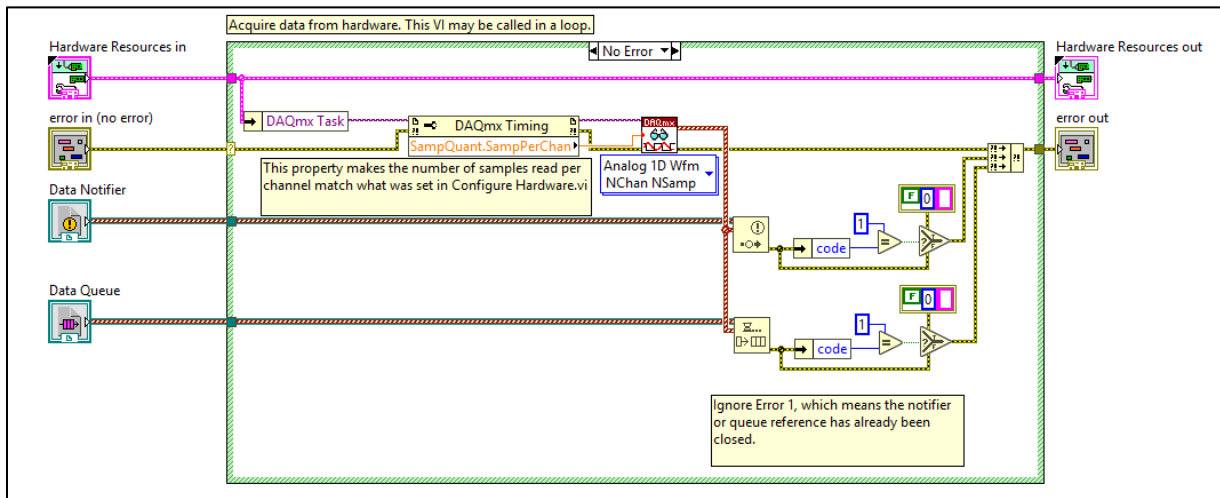 Acquire data from hardware. This VI may be called in a loop.
Hardware Resources in
No Error
Hardware Resources out
error in (no error)
DAQmx Task
DAQmx Timing
SampQuant.SampPerChan
DAQmx
error out
This property makes the number of samples read per
channel match what was set in Configure Hardware.vi
Analog 1D Wfm
NChan NSamp
Data Notifier
F 0
1
code
=
?
T
F
Data Queue
F 0
1
code
=
?
T
F
Ignore Error 1, which means the notifier
or queue reference has already been
closed.